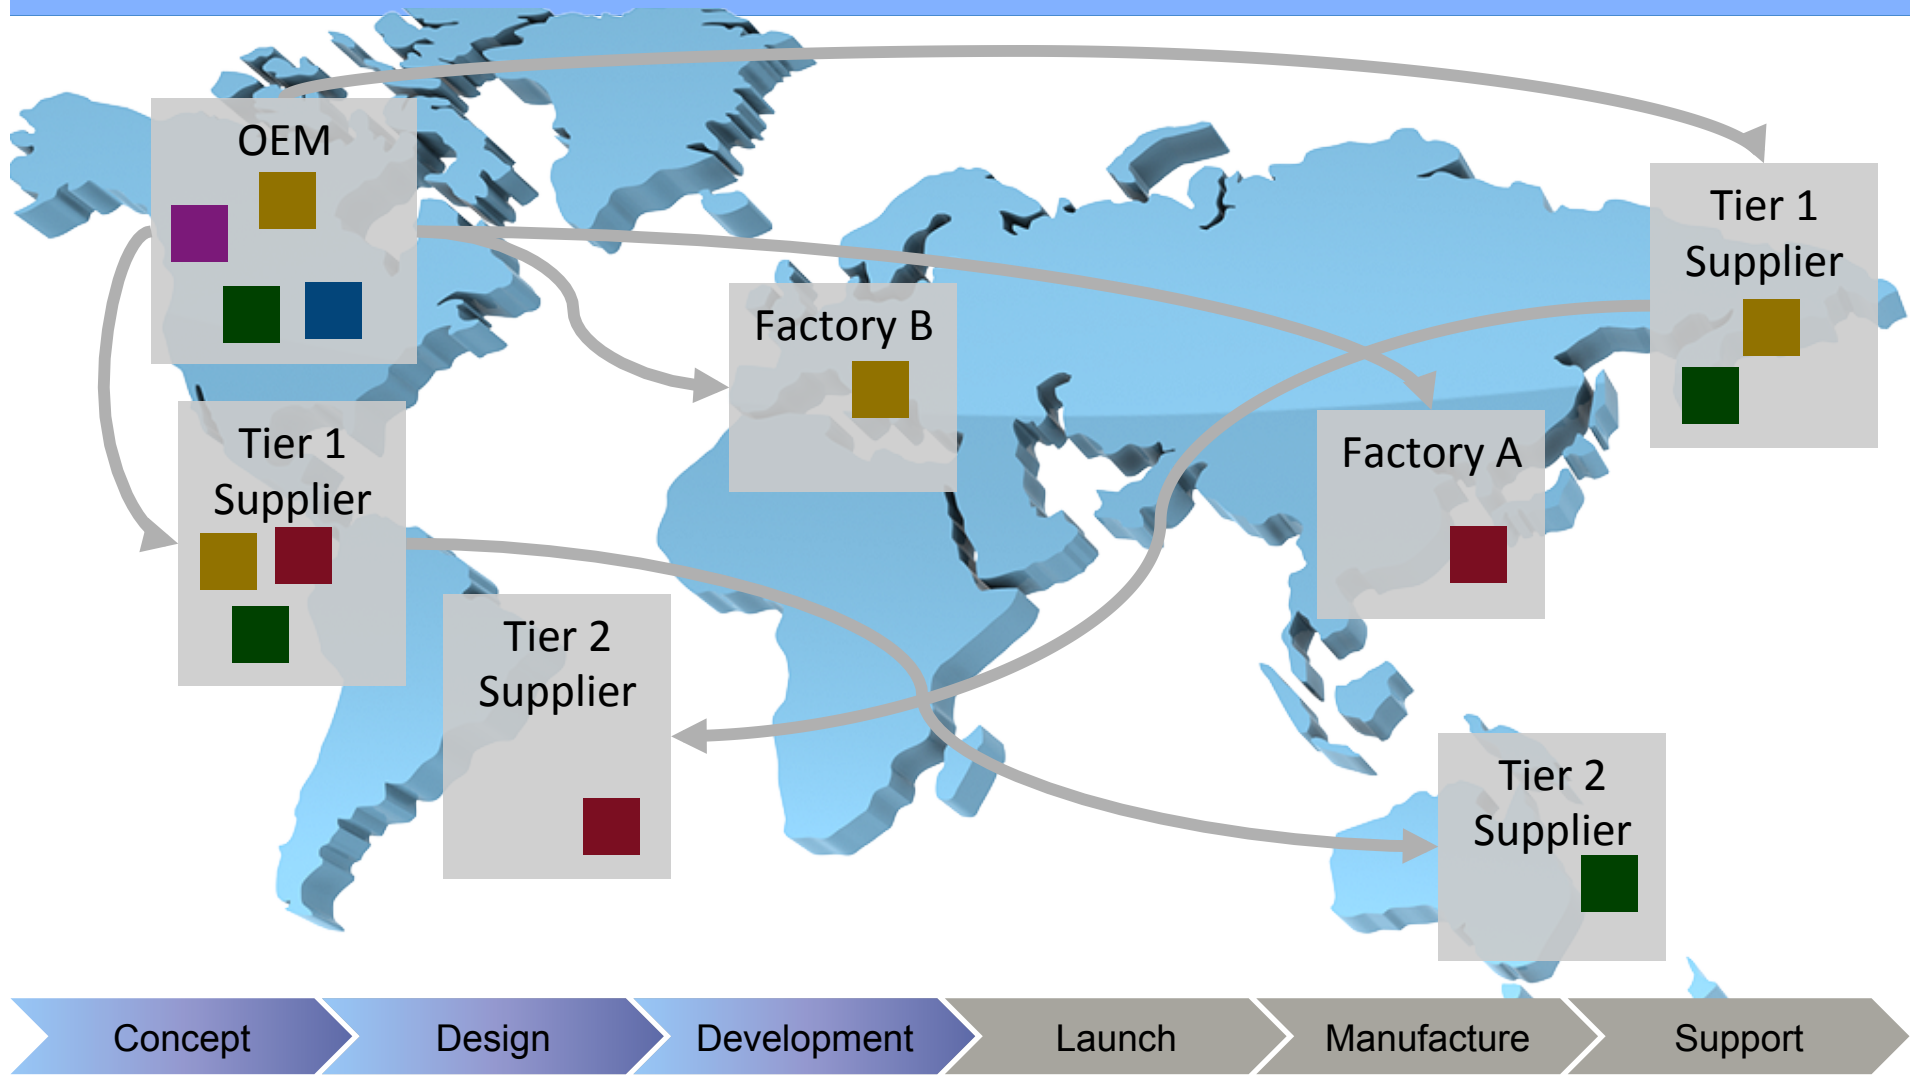 OEM
Tier 1
Supplier
Factory B
Factory A
Tier 1
Supplier
Tier 2
Supplier
Tier 2
Supplier
Concept
Design
Development
Launch
Manufacture
Support